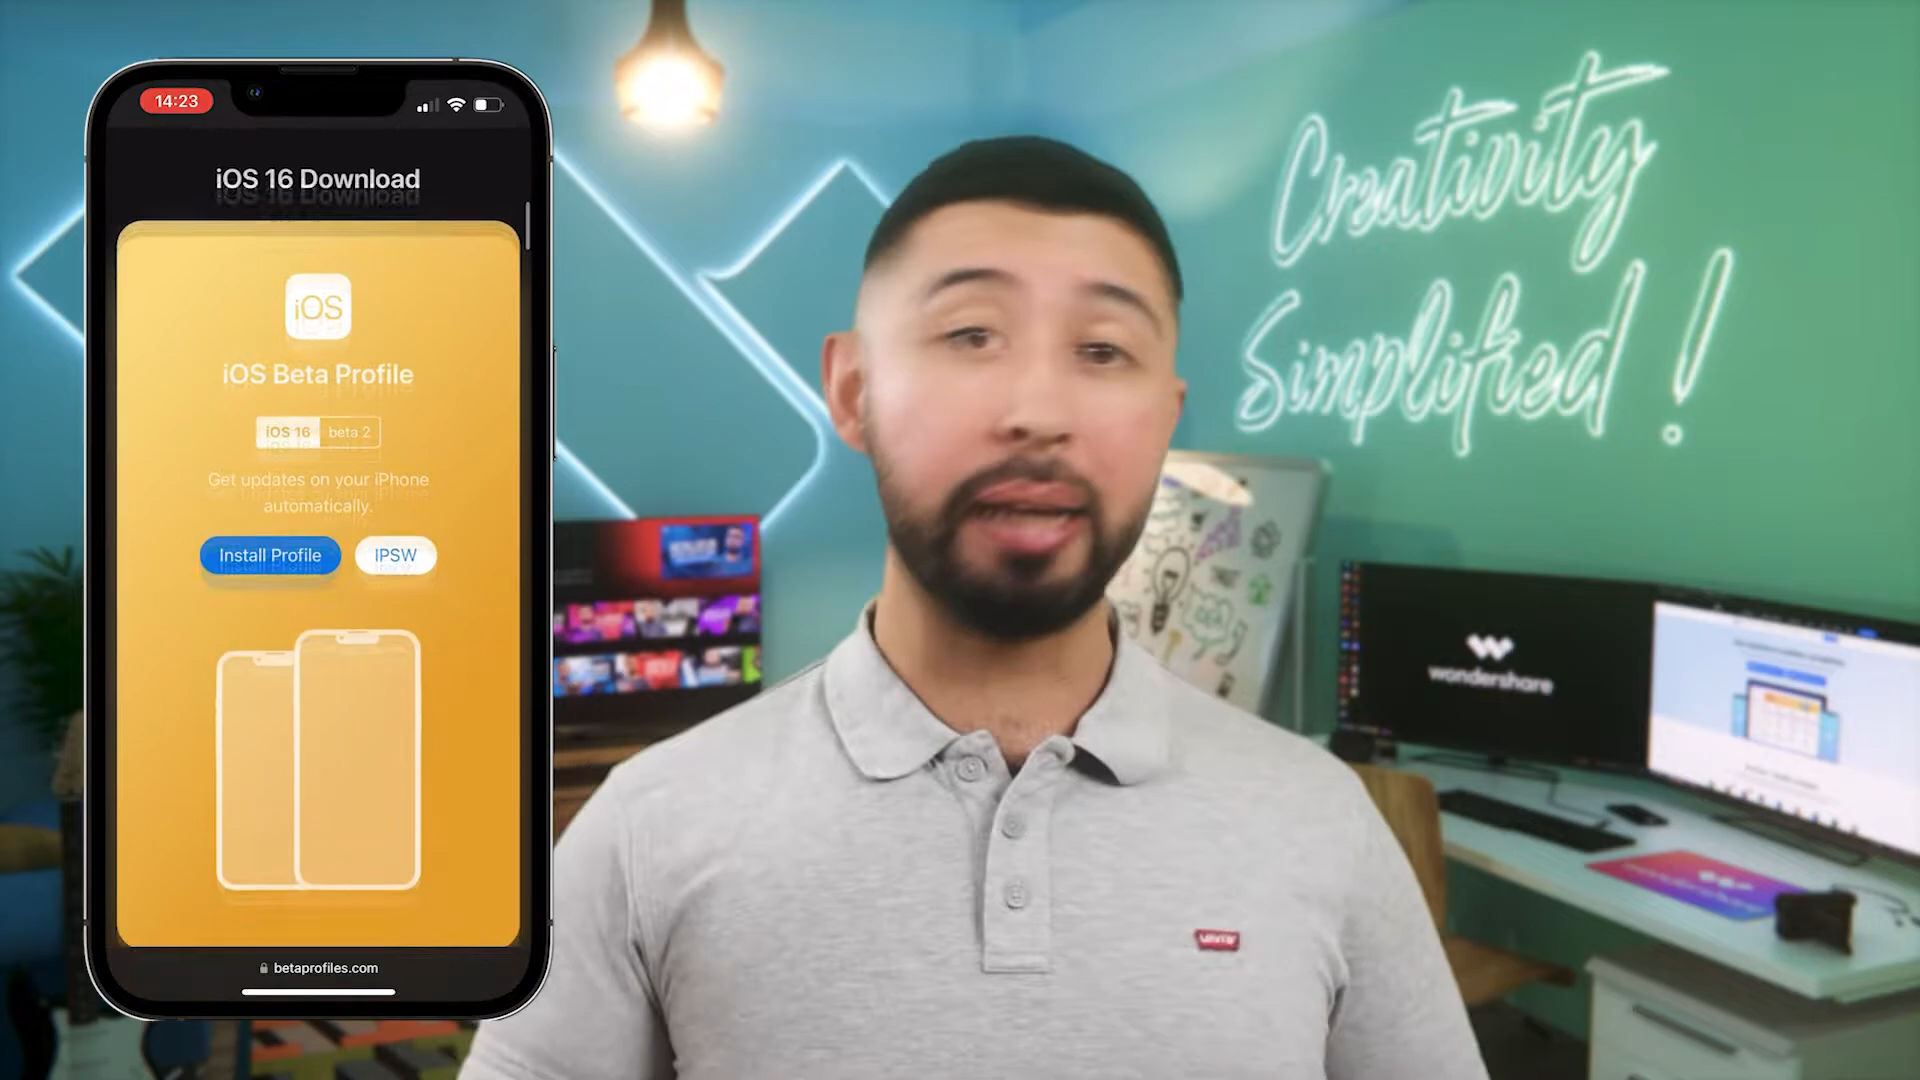 14:23
iOS 16 Download
iOS
iOS Beta Profile
iOS 16 beta 2
Get updates on your iPhone
automatically.
Install Profile IPSW
betaprofiles.com
Creativity
Simplified !
wondershare
Levi's